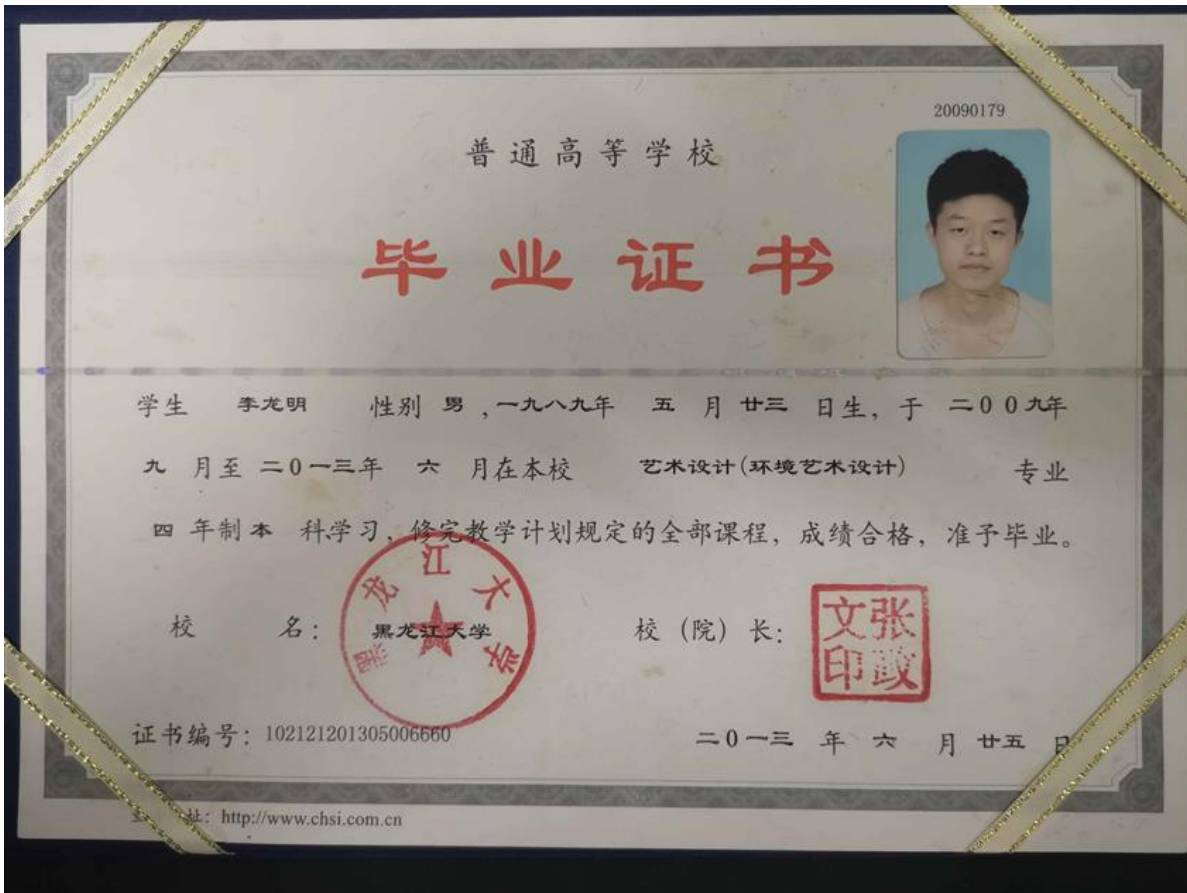 20090179
普通高等学校
毕业证书
学生 李龙明 性别 男 ,一九八九年 五 月 廿三 日生, 于 二00九年
九 月至 二0一三年 六 月在本校 艺术设计(环境艺术设计) 专业
四 年制 本 科学习, 修完教学计划规定的全部课程, 成绩合格, 准予毕业。
黑龙江大学
校 名: 黑龙江大学 校 (院) 长: 张政文印
证书编号: 102121201305006660 二0一三 年 六 月 廿五 日
址: http://www.chsi.com.cn